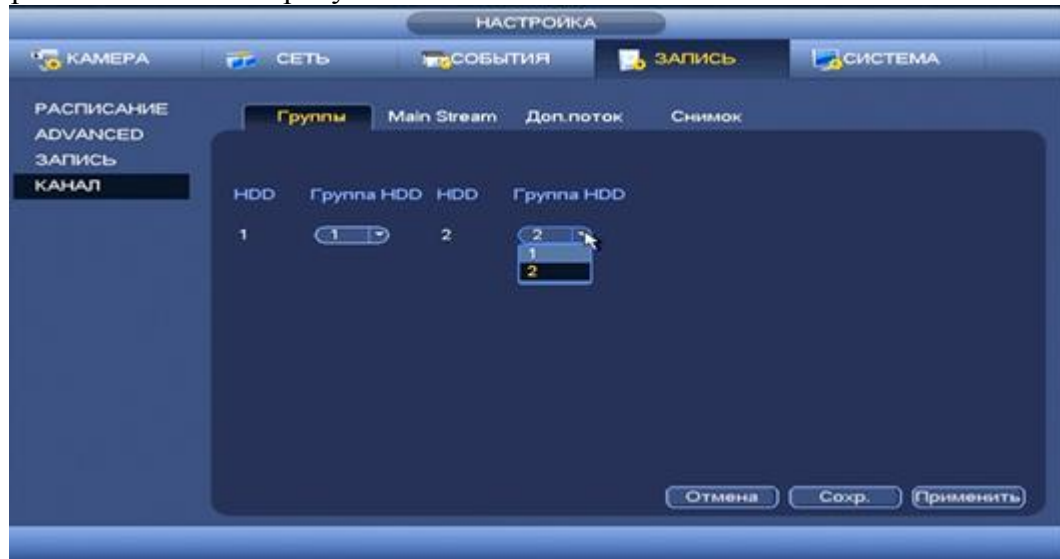 НАСТРОЙКА
КАМЕРА СЕТЬ СОБЫТИЯ ЗАПИСЬ СИСТЕМА
РАСПИСАНИЕ
ADVANCED
ЗАПИСЬ
КАНАЛ
Группы Main Stream Доп.поток Снимок
HDD Группа HDD HDD Группа HDD
1 1 2 2
1
2
Отмена Сохр. Применить